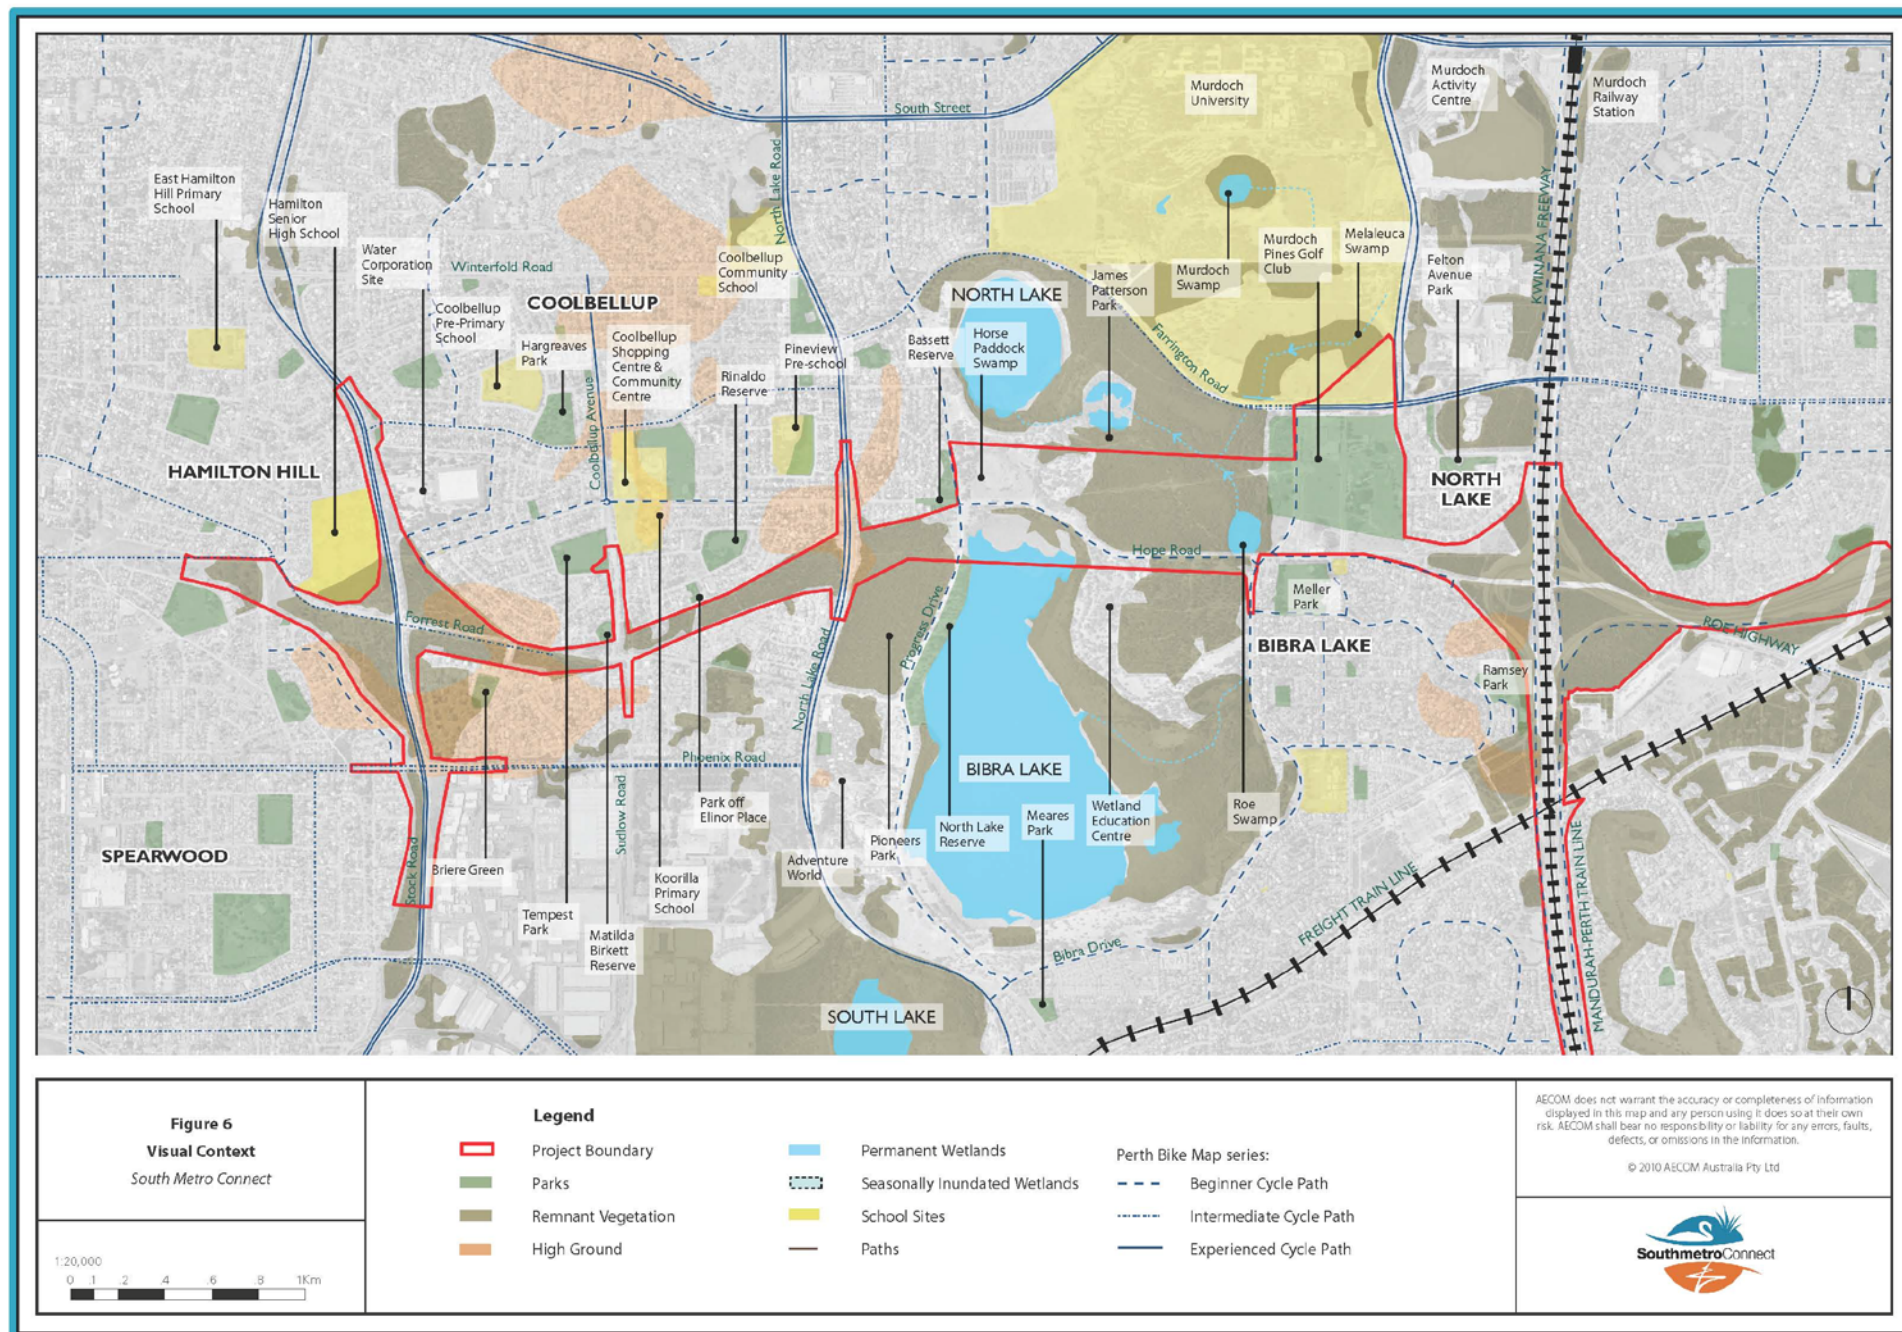 South Street
Murdoch
University
Murdoch
Activity
Centre
Murdoch
Railway
Station
North Lake Road
KWINANA FREEWAY
East Hamilton
Hill Primary
School
Hamilton
Senior
High School
Water
Corporation
Site
Winterfold Road
COOLBELLUP
Coolbellup
Community
School
Coolbellup
Pre-Primary
School
Hargreaves
Park
Coolbellup
Shopping
Centre &
Community
Centre
Coolbellup Avenue
Rinaldo
Reserve
Pineview
Pre-school
Bassett
Reserve
NORTH LAKE
Horse
Paddock
Swamp
James
Patterson
Park
Farrington Road
Murdoch
Swamp
Murdoch
Pines Golf
Club
Melaleuca
Swamp
Felton
Avenue
Park
HAMILTON HILL
NORTH
LAKE
Hope Road
Meller
Park
Forrest Road
Progress Drive
BIBRA LAKE
ROE HIGHWAY
Ramsey
Park
North Lake Road
Phoenix Road
BIBRA LAKE
Sudlow Road
Park off
Elinor Place
Pioneers
Park
North Lake
Reserve
Meares
Park
Wetland
Education
Centre
Roe
Swamp
SPEARWOOD
Stock Road
Briere Green
Adventure
World
Koorilla
Primary
School
Tempest
Park
Matilda
Birkett
Reserve
Bibra Drive
FREIGHT TRAIN LINE
MANDURAH-PERTH TRAIN LINE
SOUTH LAKE
Figure 6
Visual Context
South Metro Connect
1:20,000
0 .1 .2 .4 .6 .8 1Km
Legend
Project Boundary
Parks
Remnant Vegetation
High Ground
Permanent Wetlands
Seasonally Inundated Wetlands
School Sites
Paths
Perth Bike Map series:
Beginner Cycle Path
Intermediate Cycle Path
Experienced Cycle Path
AECOM does not warrant the accuracy or completeness of information
displayed in this map and any person using it does so at their own
risk. AECOM shall bear no responsibility or liability for any errors, faults,
defects, or omissions in the information.
© 2010 AECOM Australia Pty Ltd
SouthmetroConnect